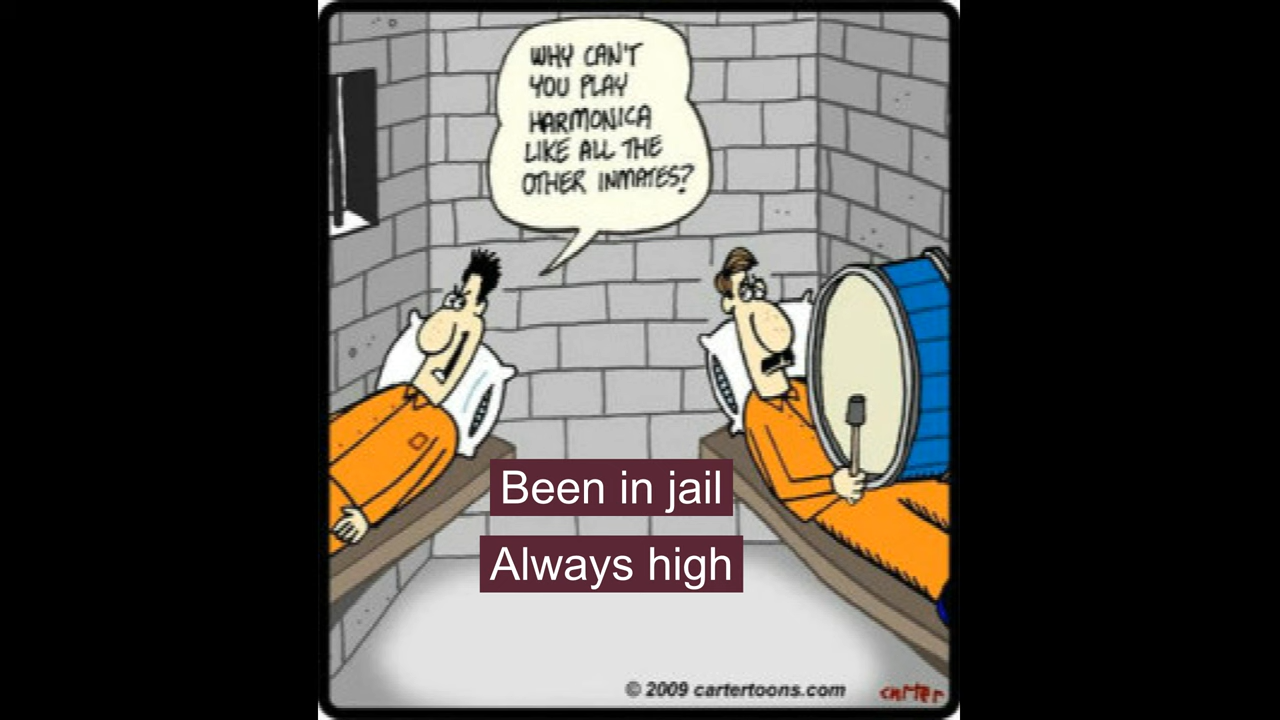 WHY CAN'T
YOU PLAY
HARMONICA
LIKE ALL THE
OTHER INMATES?
Been in jail
Always high
© 2009 cartertoons.com
carter